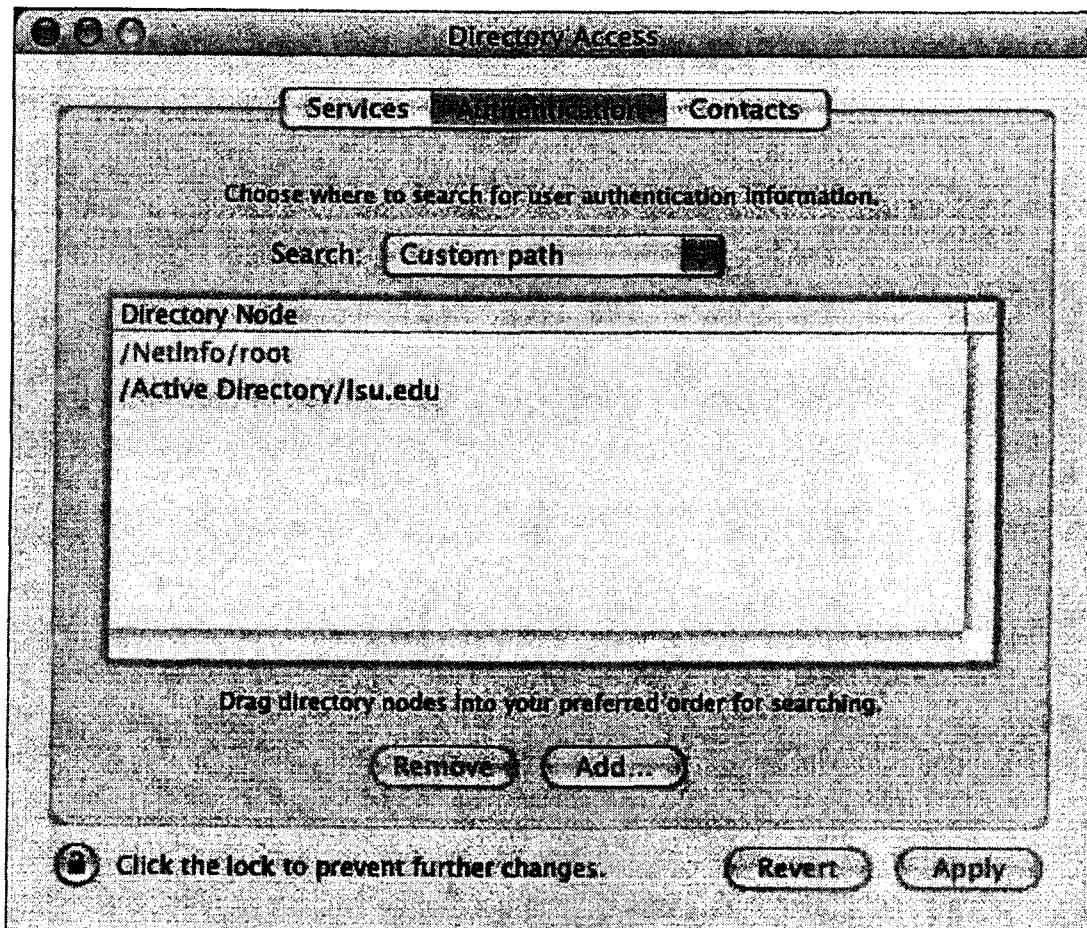 Directory Access
Services Authentication Contacts
Choose where to search for user authentication information.
Search: Custom path
Directory Node
/NetInfo/root
/Active Directory/lsu.edu
Drag directory nodes into your preferred order for searching.
Remove Add...
Click the lock to prevent further changes. Revert Apply